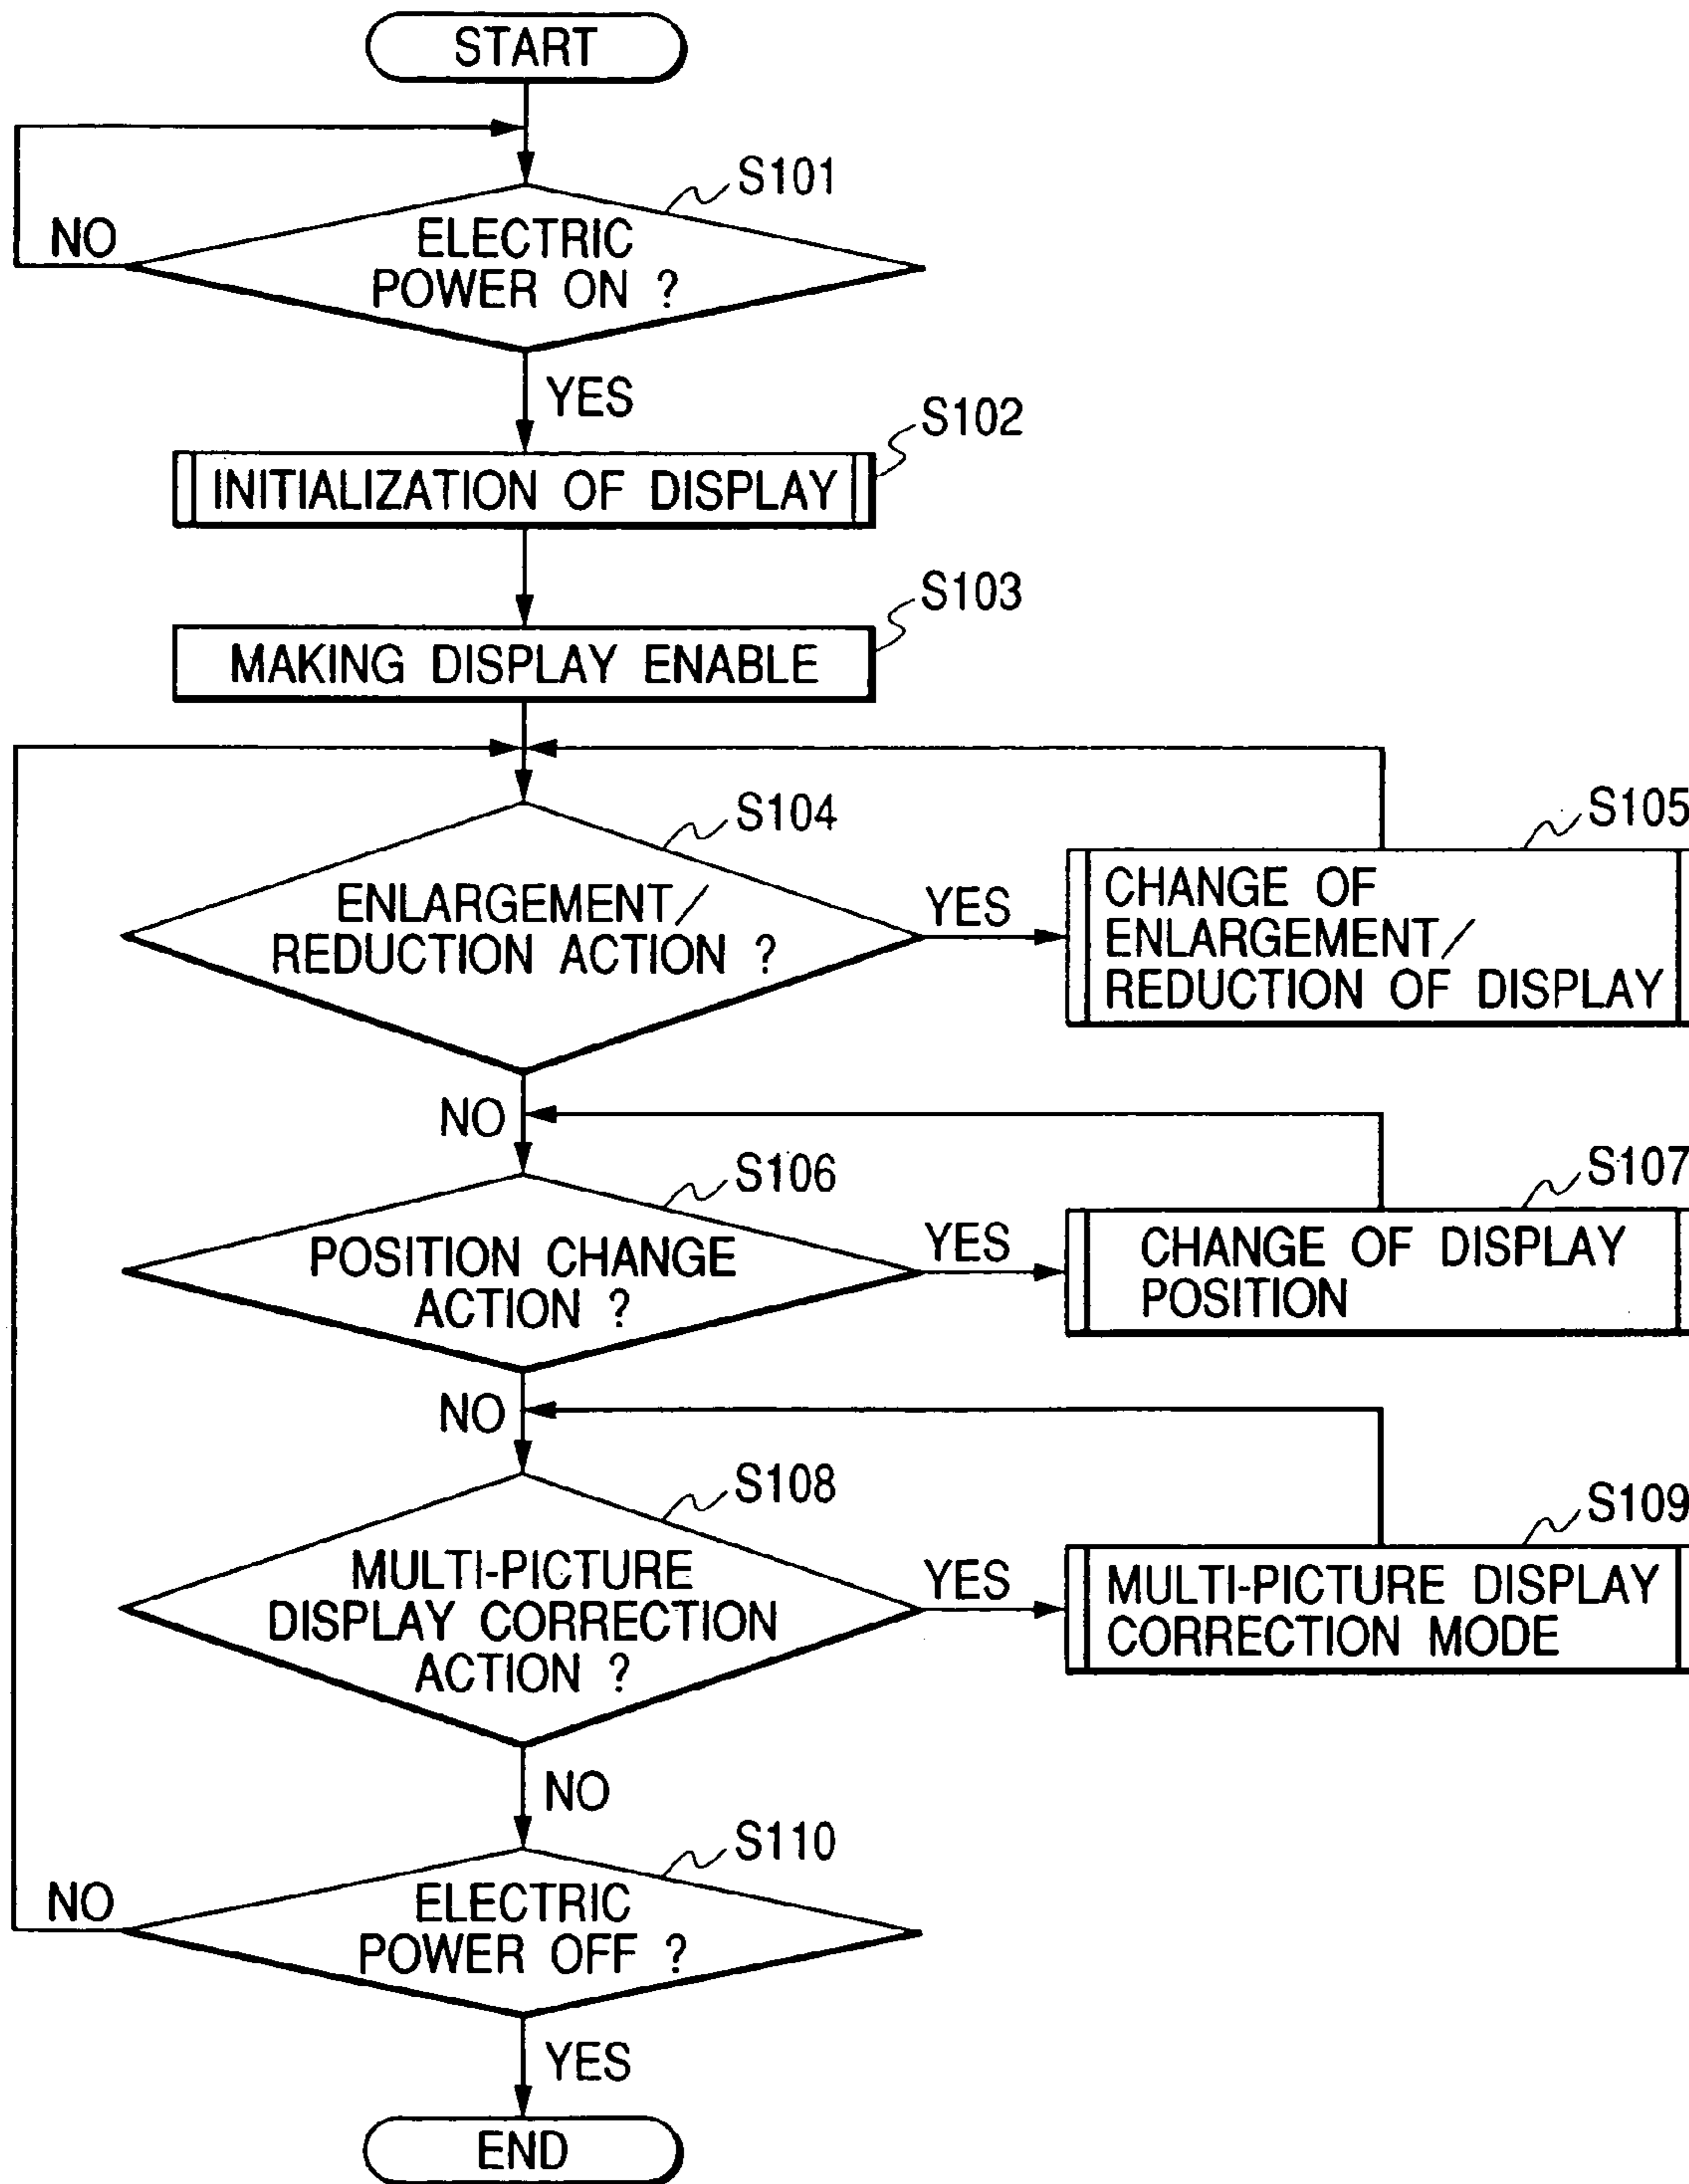 START
S101
NO
ELECTRIC
POWER ON ?
YES
S102
INITIALIZATION OF DISPLAY
S103
MAKING DISPLAY ENABLE
S104
ENLARGEMENT/
REDUCTION ACTION ?
YES
S105
CHANGE OF
ENLARGEMENT/
REDUCTION OF DISPLAY
NO
S106
POSITION CHANGE
ACTION ?
YES
S107
CHANGE OF DISPLAY
POSITION
NO
S108
MULTI-PICTURE
DISPLAY CORRECTION
ACTION ?
YES
S109
MULTI-PICTURE DISPLAY
CORRECTION MODE
NO
S110
NO
ELECTRIC
POWER OFF ?
YES
END